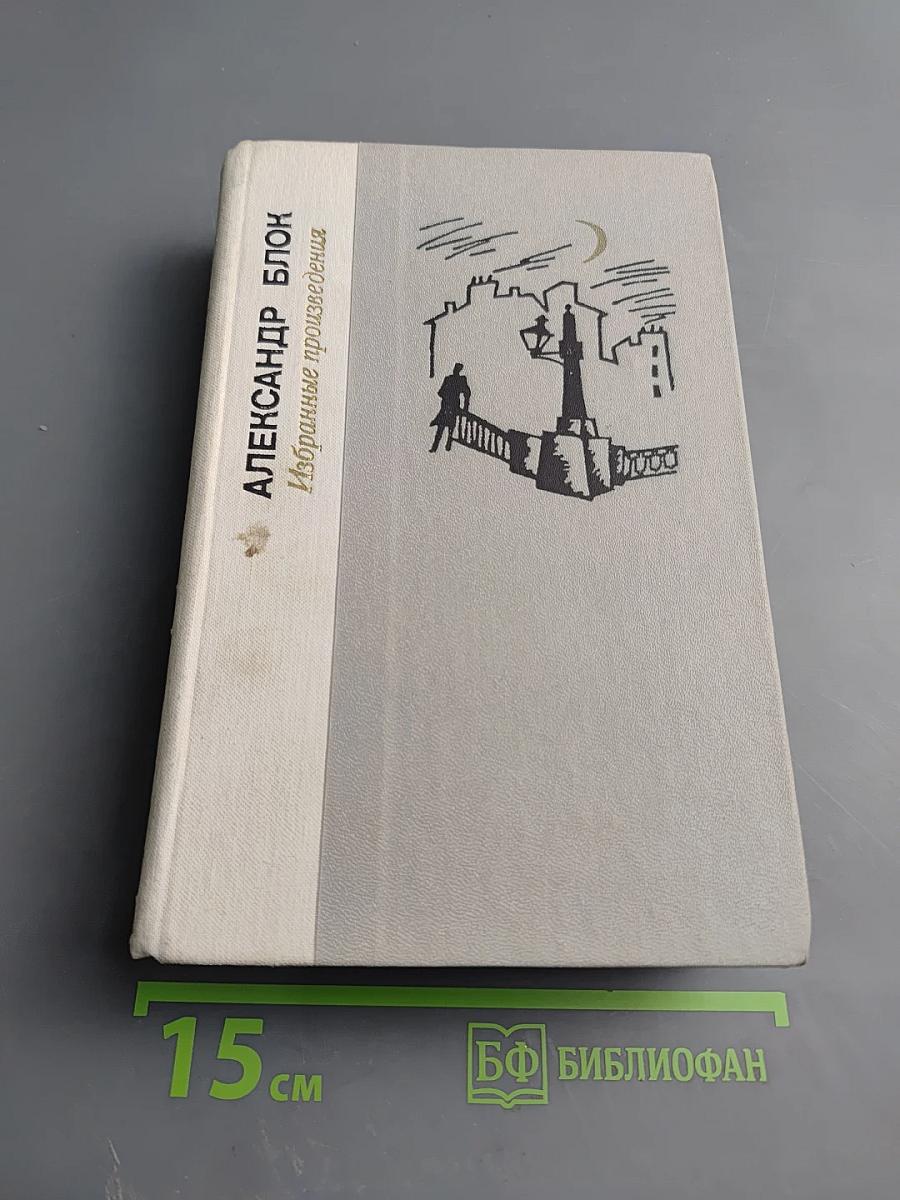 АЛЕКСАНДР БЛОК
Избранные произведения
15 см
БФ БИБЛИОФАН